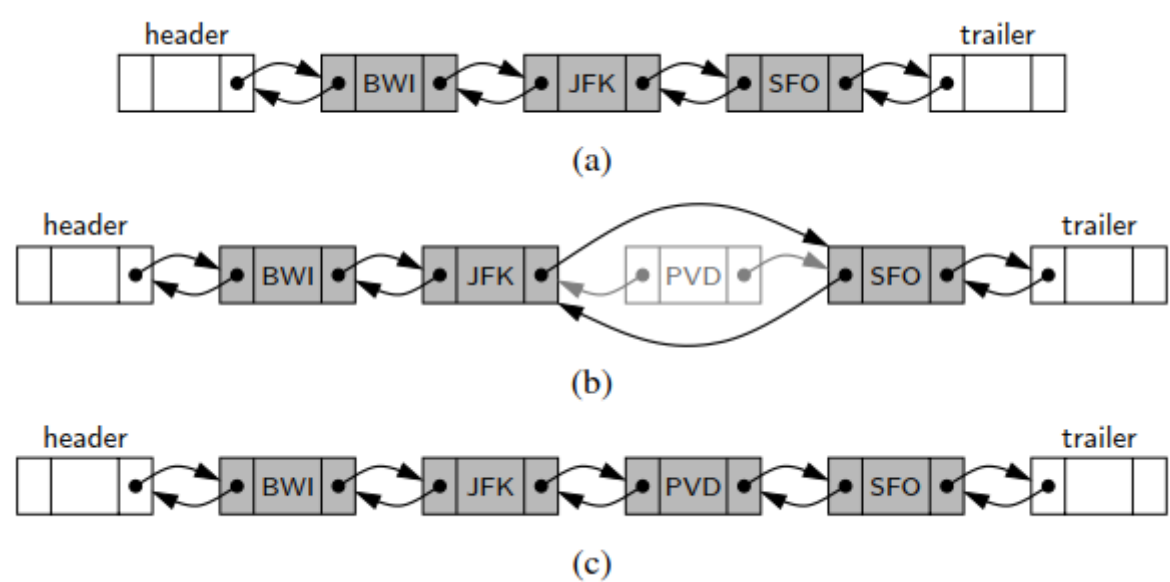 header trailer
BWI JFK SFO
(a)
header trailer
BWI JFK PVD SFO
(b)
header trailer
BWI JFK PVD SFO
(c)